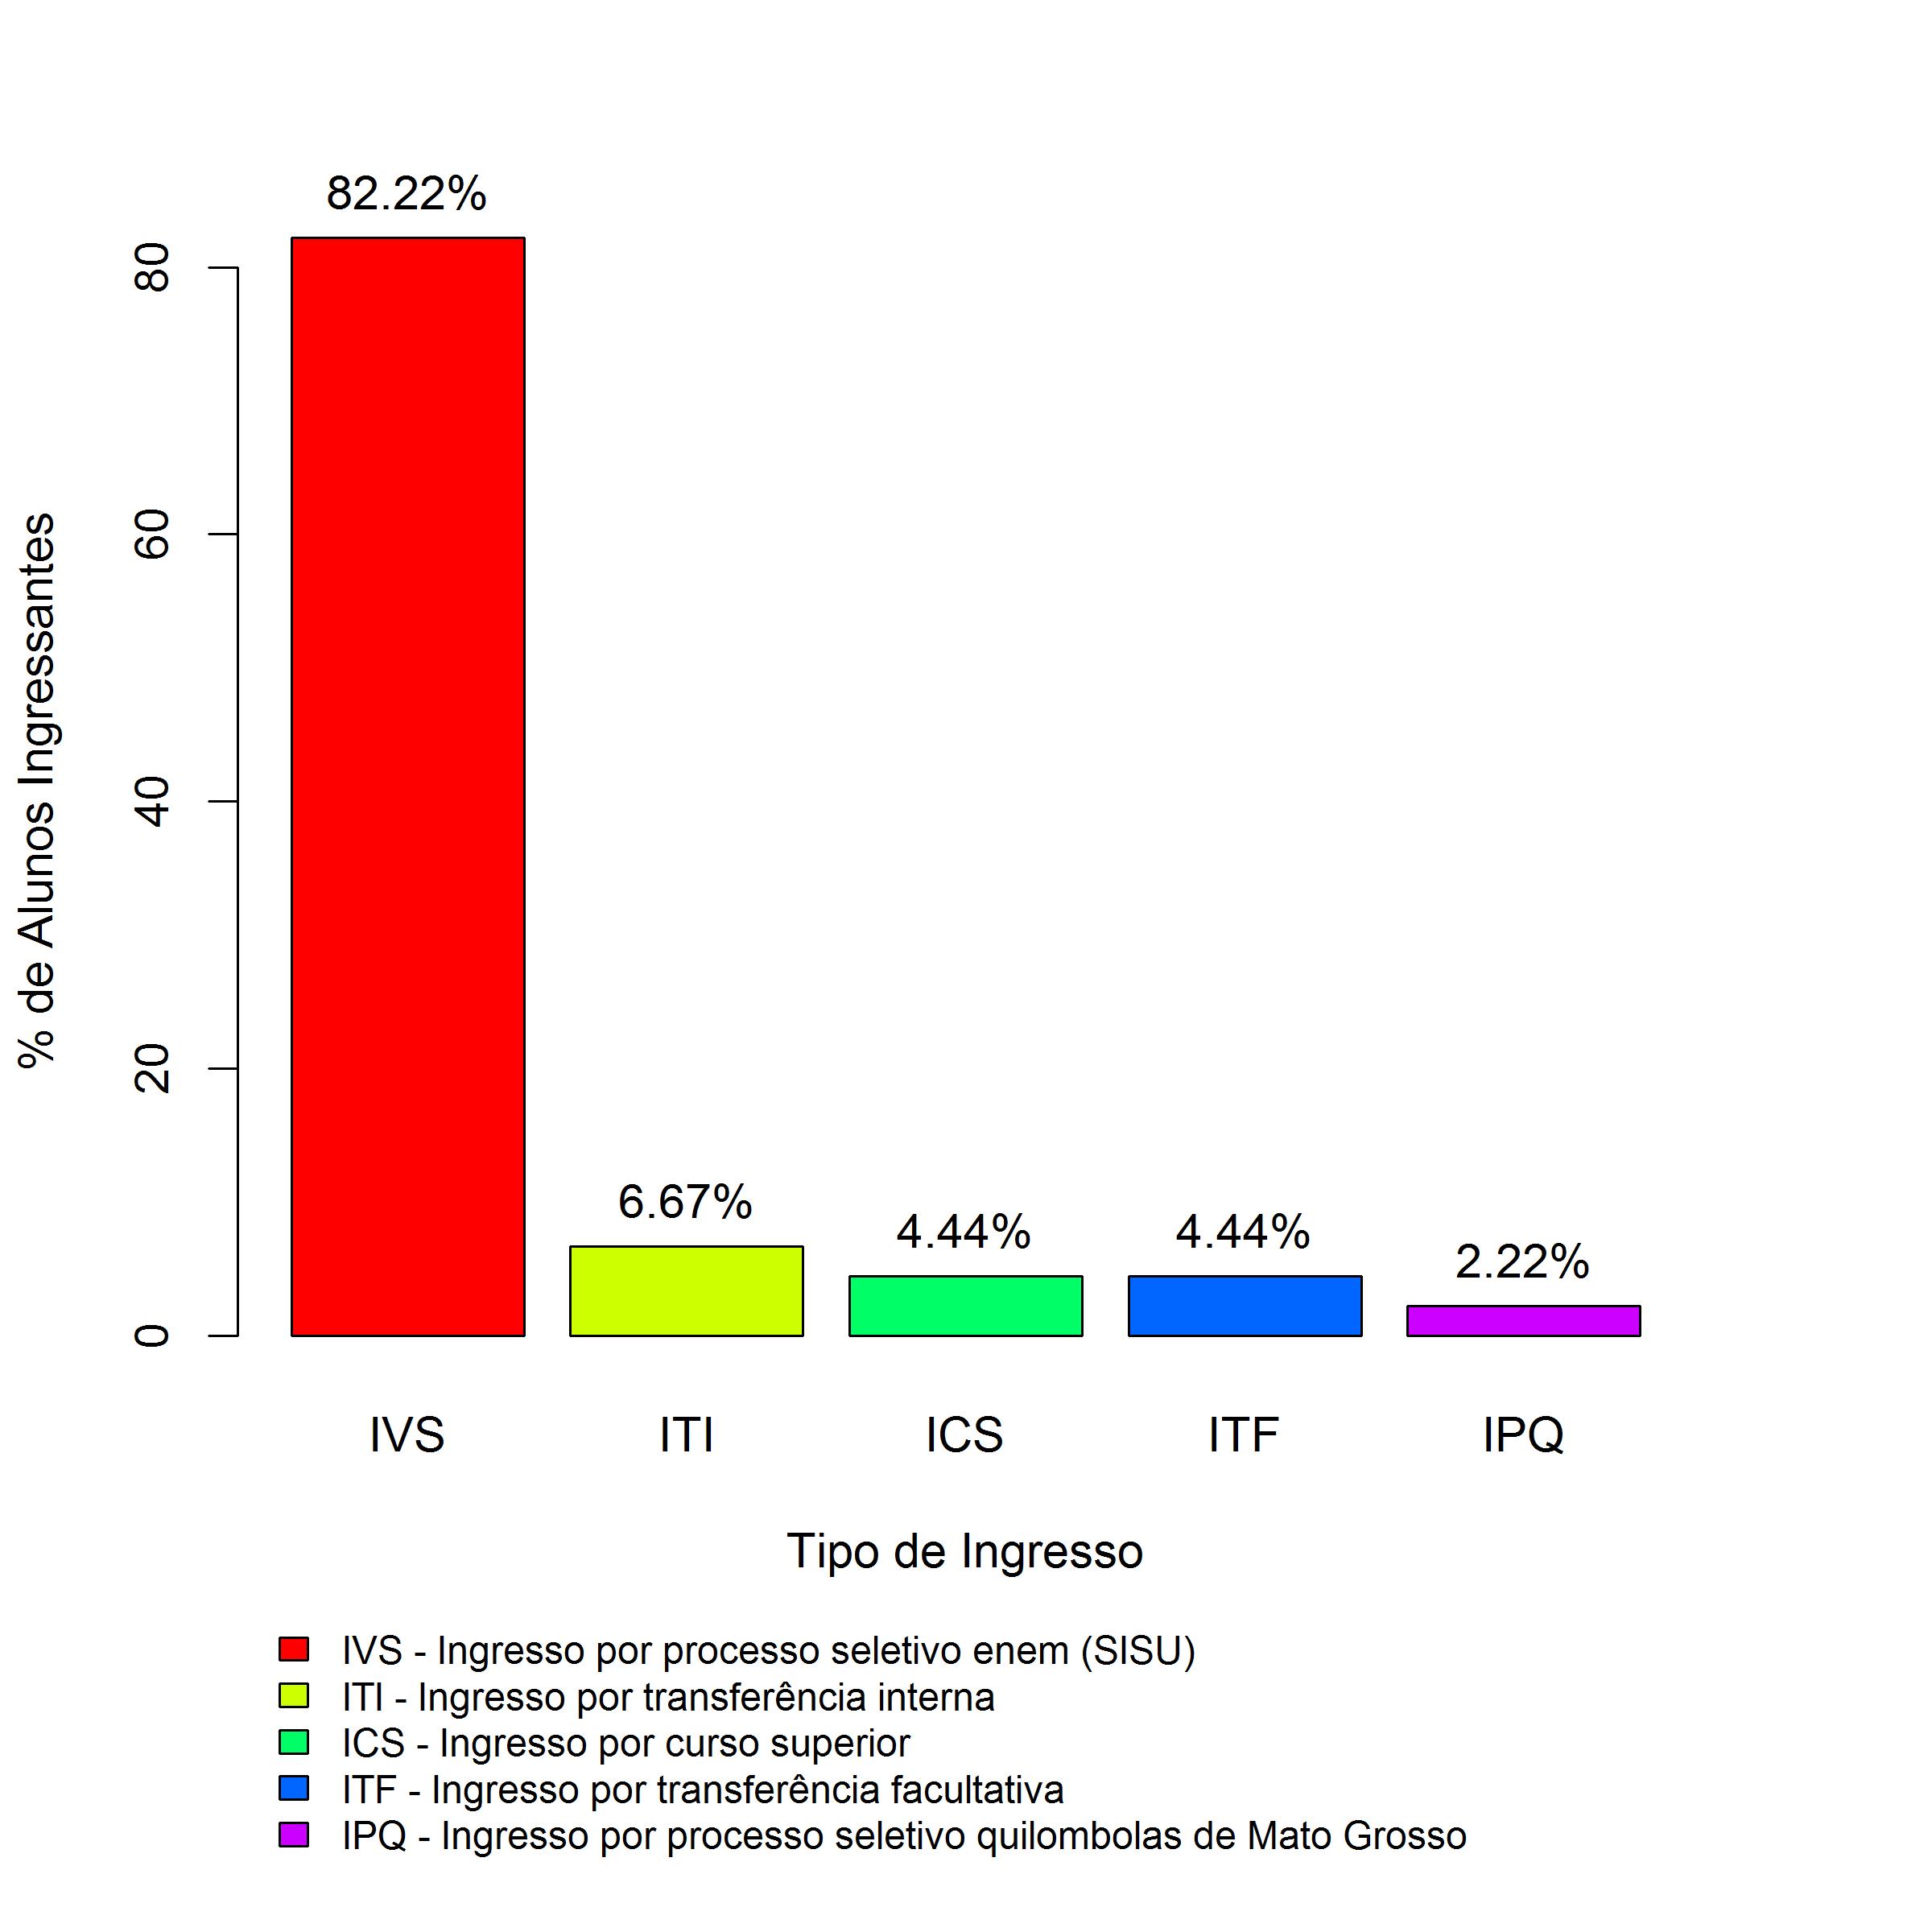 82.22%
6.67%
4.44%
4.44%
2.22%
80
60
40
20
0
% de Alunos Ingressantes
IVS
ITI
ICS
ITF
IPQ
Tipo de Ingresso
IVS - Ingresso por processo seletivo enem (SISU)
ITI - Ingresso por transferência interna
ICS - Ingresso por curso superior
ITF - Ingresso por transferência facultativa
IPQ - Ingresso por processo seletivo quilombolas de Mato Grosso